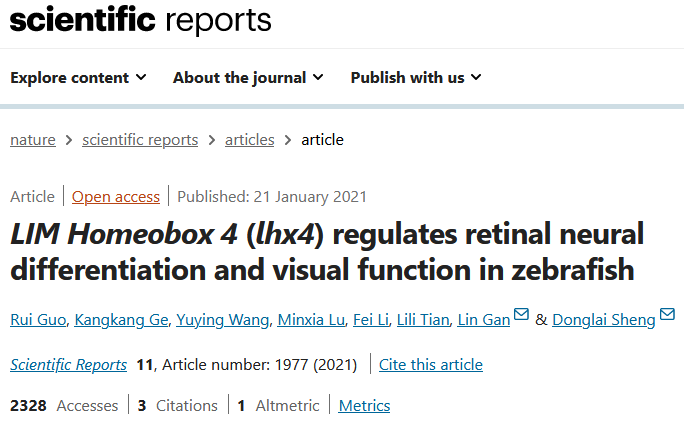 scientific reports
Explore content About the journal Publish with us
nature > scientific reports > articles > article
Article | Open access | Published: 21 January 2021
LIM Homeobox 4 (lhx4) regulates retinal neural
differentiation and visual function in zebrafish
Rui Guo, Kangkang Ge, Yuying Wang, Minxia Lu, Fei Li, Lili Tian, Lin Gan & Donglai Sheng
Scientific Reports 11, Article number: 1977 (2021) | Cite this article
2328 Accesses | 3 Citations | 1 Altmetric | Metrics